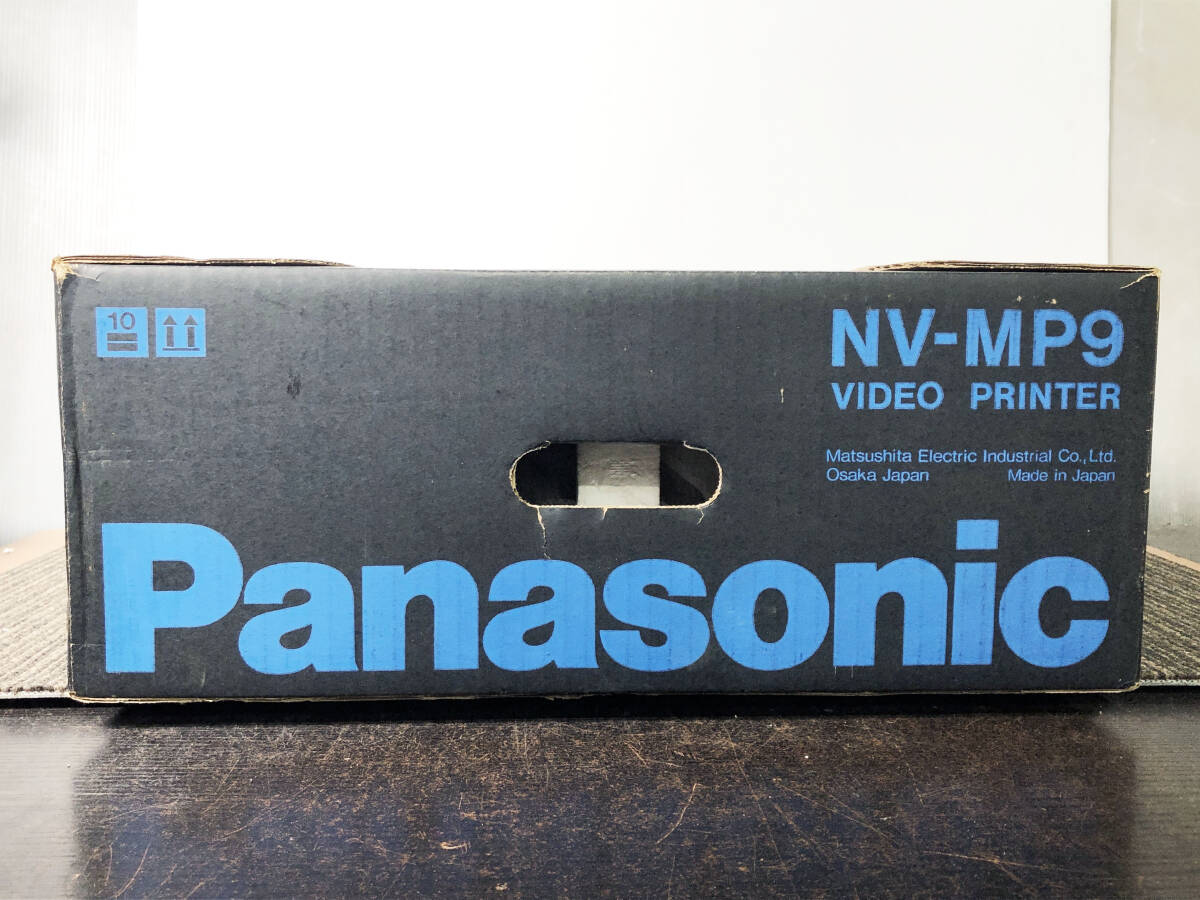 10
NV-MP9
VIDEO PRINTER
Matsushita Electric Industrial Co.,Ltd.
Osaka Japan Made in Japan
Panasonic